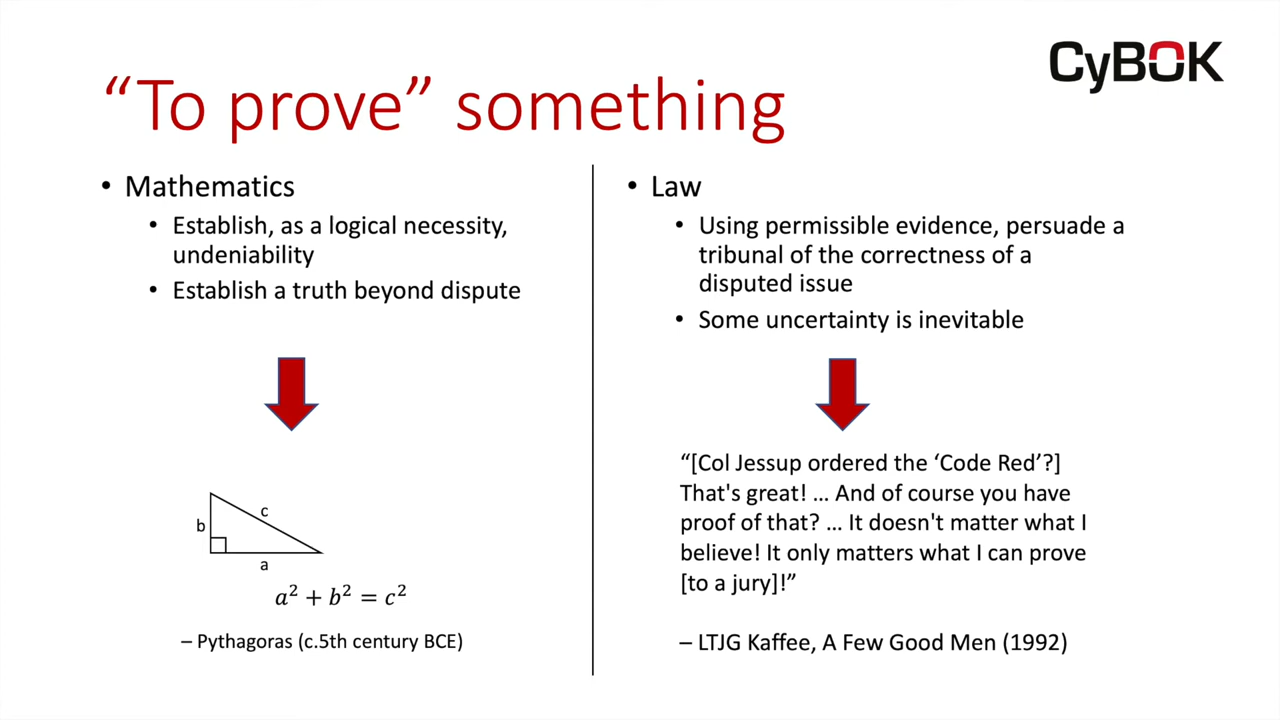 CyBOK
“To prove” something
• Mathematics
• Establish, as a logical necessity,
undeniability
• Establish a truth beyond dispute
b
c
a
a² + b² = c²
– Pythagoras (c.5th century BCE)
• Law
• Using permissible evidence, persuade a
tribunal of the correctness of a
disputed issue
• Some uncertainty is inevitable
“[Col Jessup ordered the ‘Code Red’?]
That's great! … And of course you have
proof of that? … It doesn't matter what I
believe! It only matters what I can prove
[to a jury]!”
– LTJG Kaffee, A Few Good Men (1992)